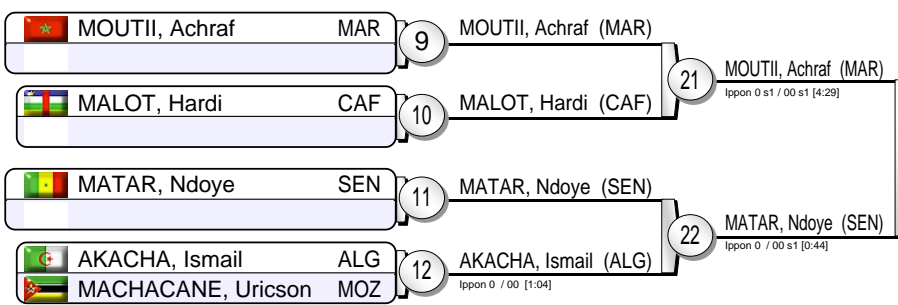 MOUTII, Achraf MAR
9
MOUTII, Achraf (MAR)
21
MOUTII, Achraf (MAR)
Ippon 0 s1 / 00 s1 [4:29]
MALOT, Hardi CAF
10
MALOT, Hardi (CAF)
MATAR, Ndoye SEN
11
MATAR, Ndoye (SEN)
22
MATAR, Ndoye (SEN)
Ippon 0 / 00 s1 [0:44]
AKACHA, Ismail ALG
MACHACANE, Uricson MOZ
12
AKACHA, Ismail (ALG)
Ippon 0 / 00 [1:04]